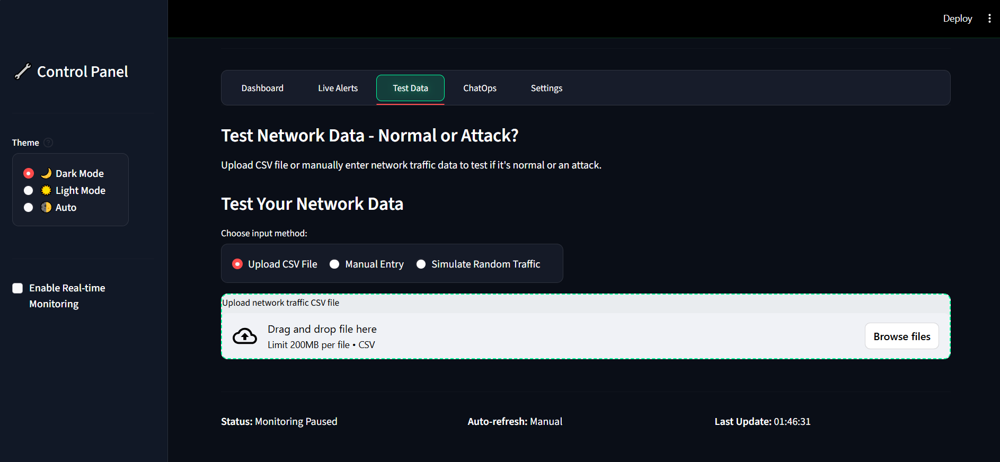 Deploy
Control Panel
Theme
Dark Mode
Light Mode
Auto
Enable Real-time
Monitoring
Dashboard
Live Alerts
Test Data
ChatOps
Settings
Test Network Data - Normal or Attack?
Upload CSV file or manually enter network traffic data to test if it's normal or an attack.
Test Your Network Data
Choose input method:
Upload CSV File
Manual Entry
Simulate Random Traffic
Upload network traffic CSV file
Drag and drop file here
Limit 200MB per file • CSV
Browse files
Status: Monitoring Paused
Auto-refresh: Manual
Last Update: 01:46:31